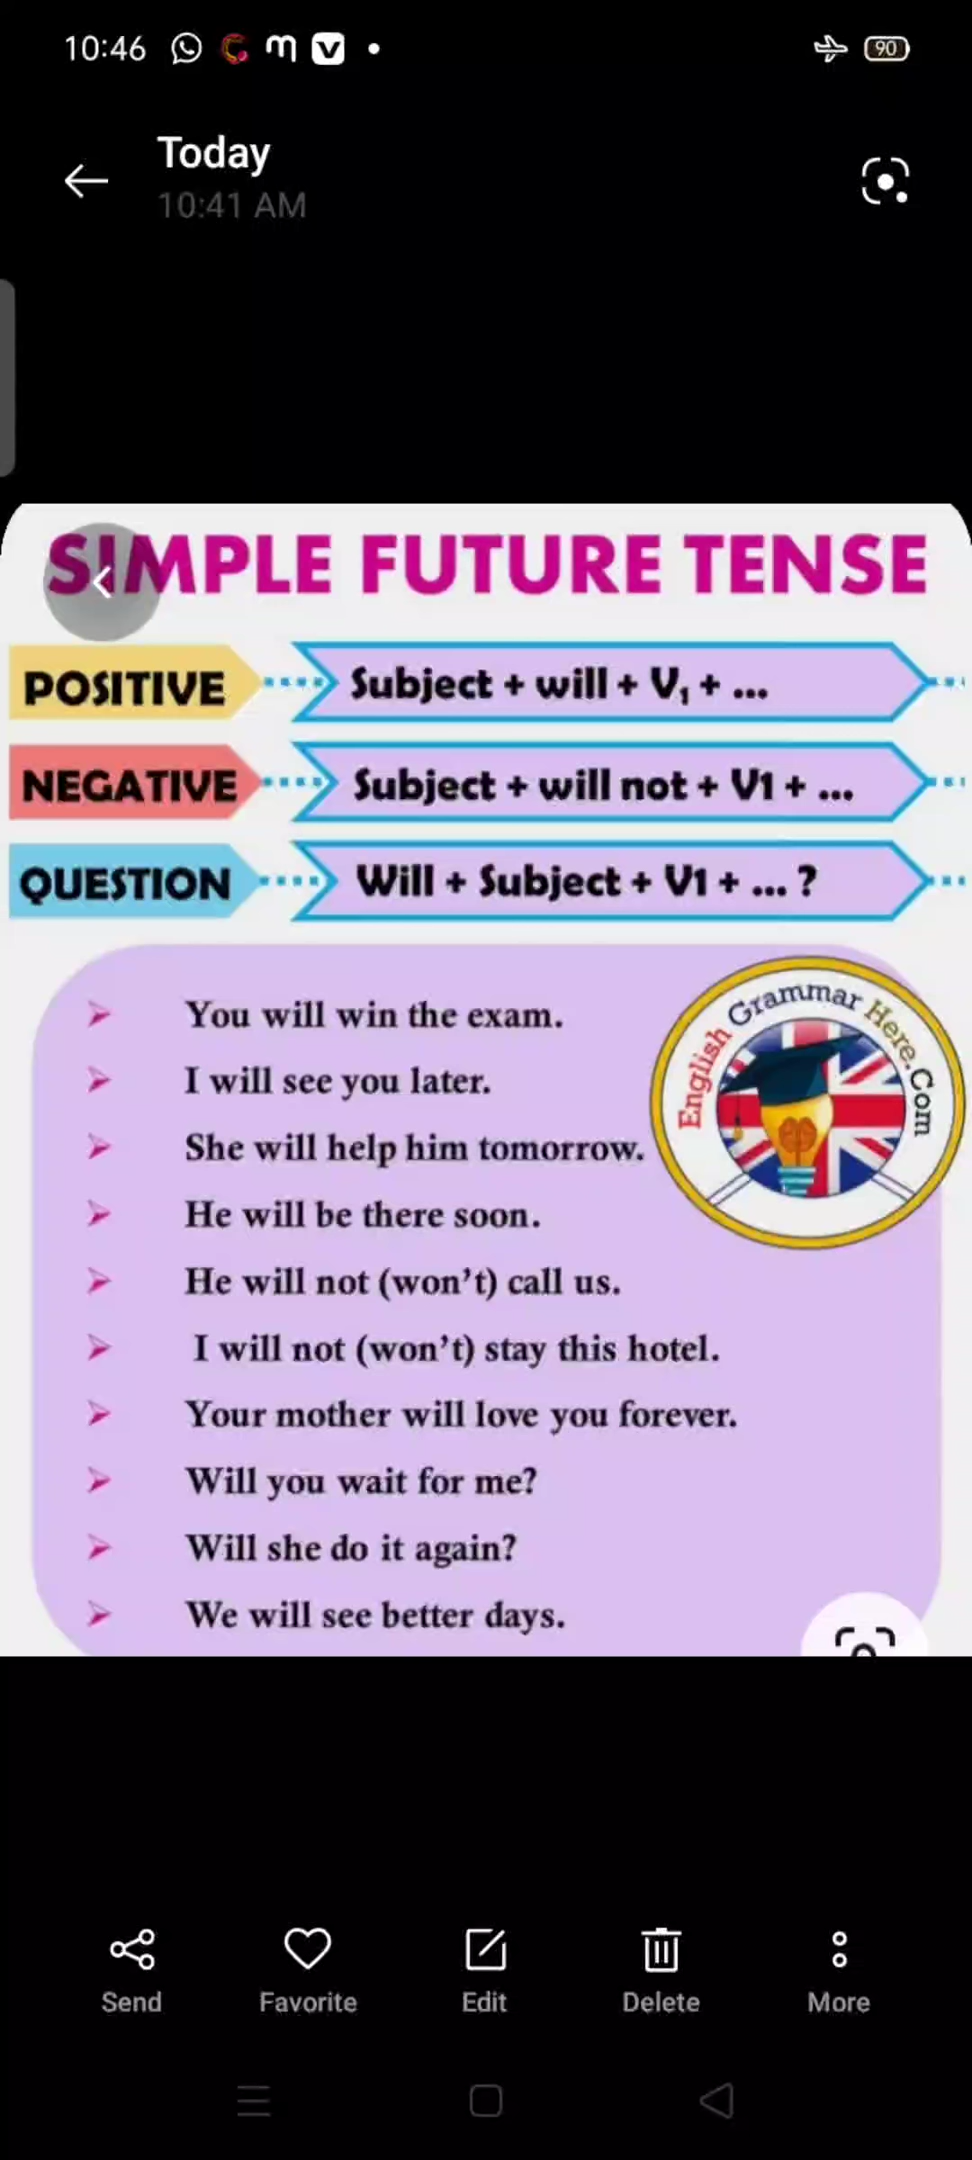 10:46
90
Today
10:41 AM
SIMPLE FUTURE TENSE
POSITIVE Subject + will + V₁ + ...
NEGATIVE Subject + will not + V1 + ...
QUESTION Will + Subject + V1 + ... ?
English Grammar Here.Com
You will win the exam.
I will see you later.
She will help him tomorrow.
He will be there soon.
He will not (won't) call us.
I will not (won't) stay this hotel.
Your mother will love you forever.
Will you wait for me?
Will she do it again?
We will see better days.
Send Favorite Edit Delete More